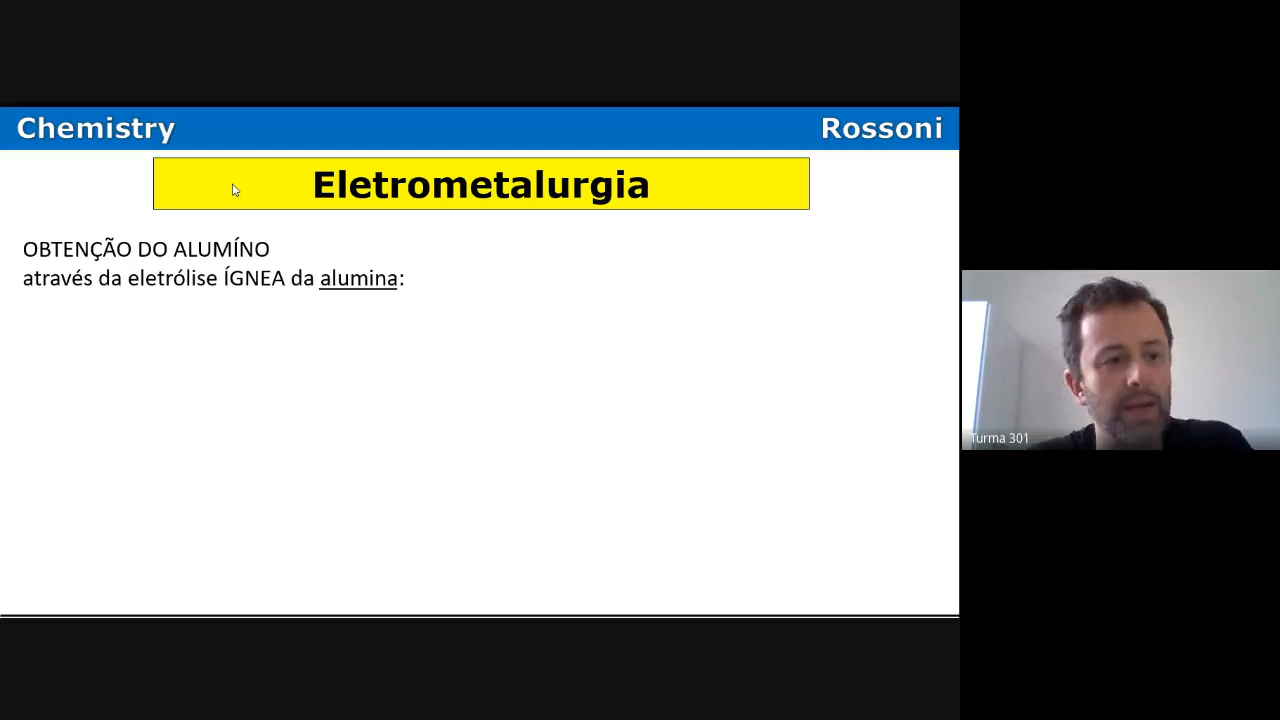 Chemistry
Rossoni
Eletrometalurgia
OBTENÇÃO DO ALUMÍNO
através da eletrólise ÍGNEA da alumina:
Turma 301